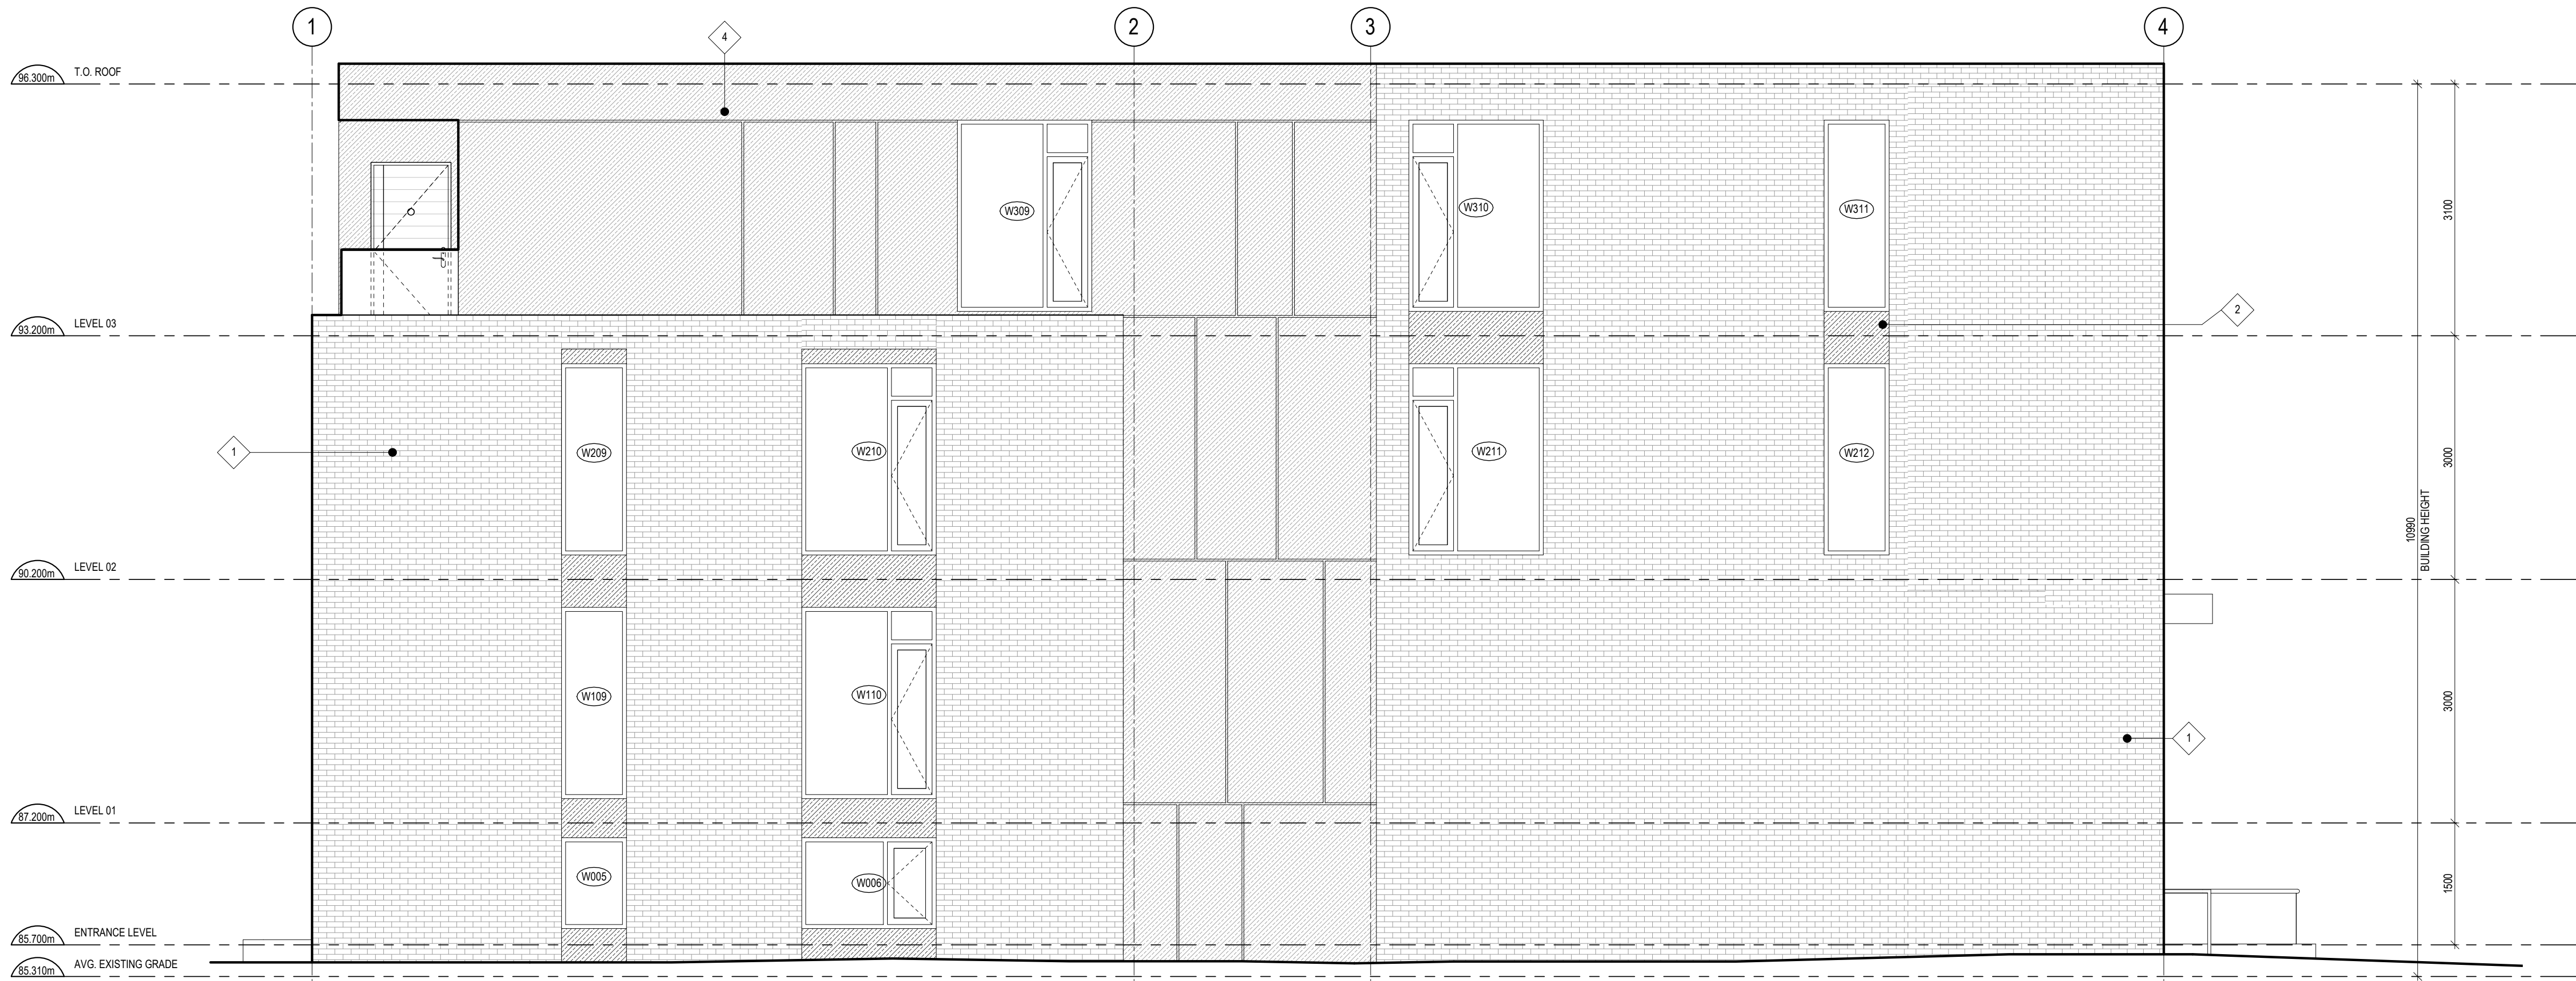 1
2
3
4
4
96.300m
T.O. ROOF
3100
W309
W310
W311
2
93.200m
LEVEL 03
1
W209
W210
W211
W212
3000
10990
BUILDING HEIGHT
90.200m
LEVEL 02
W109
W110
3000
1
87.200m
LEVEL 01
W005
W006
1500
85.700m
ENTRANCE LEVEL
85.310m
AVG. EXISTING GRADE